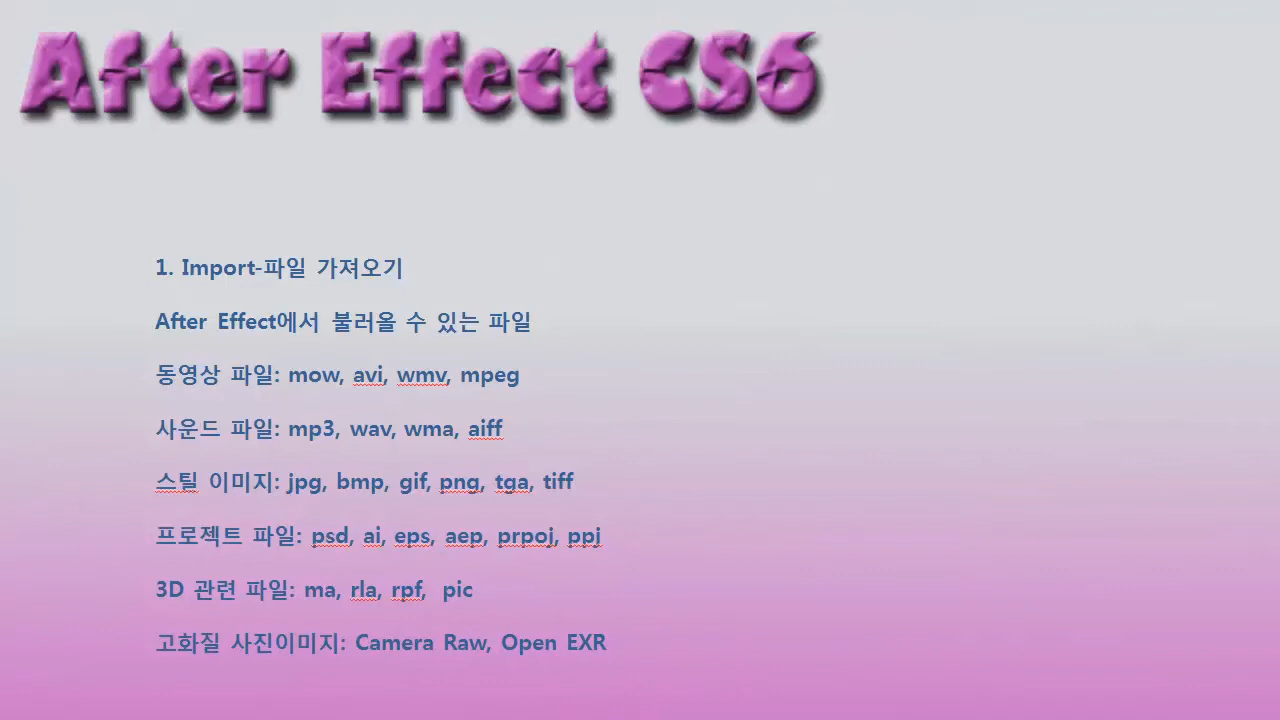 After Effect CS6
1. Import-파일 가져오기
After Effect에서 불러올 수 있는 파일
동영상 파일: mow, avi, wmv, mpeg
사운드 파일: mp3, wav, wma, aiff
스틸 이미지: jpg, bmp, gif, png, tga, tiff
프로젝트 파일: psd, ai, eps, aep, prpoj, ppj
3D 관련 파일: ma, rla, rpf, pic
고화질 사진이미지: Camera Raw, Open EXR